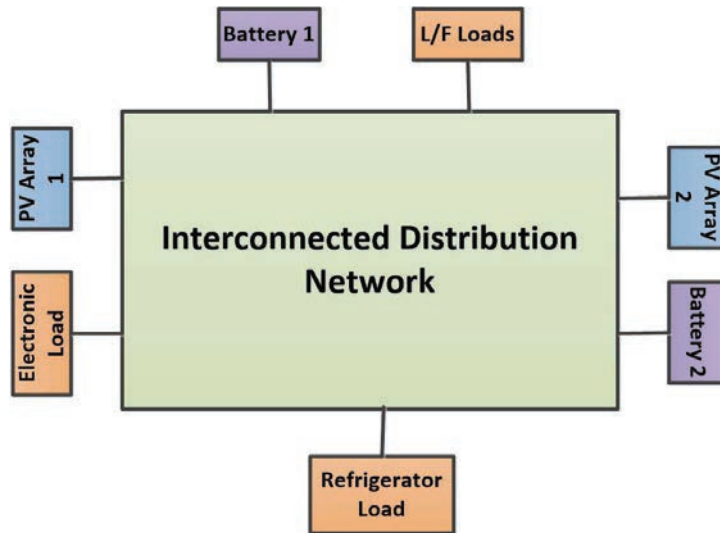 Battery 1
L/F Loads
PV Array
1
PV Array
2
Interconnected Distribution
Network
Electronic
Load
Battery 2
Refrigerator
Load